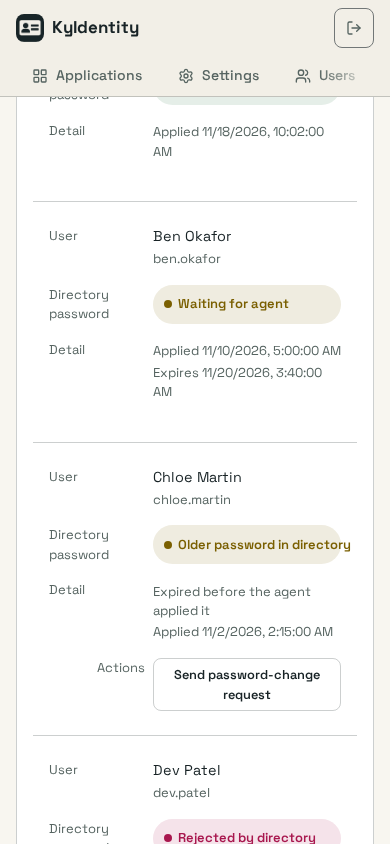 Kyldentity
Applications
Settings
Users
password
Detail
Applied 11/18/2026, 10:02:00
AM
User
Ben Okafor
ben.okafor
Directory
password
Waiting for agent
Detail
Applied 11/10/2026, 5:00:00 AM
Expires 11/20/2026, 3:40:00
AM
User
Chloe Martin
chloe.martin
Directory
password
Older password in directory
Detail
Expired before the agent
applied it
Applied 11/2/2026, 2:15:00 AM
Actions
Send password-change
request
User
Dev Patel
dev.patel
Directory
Rejected by directory